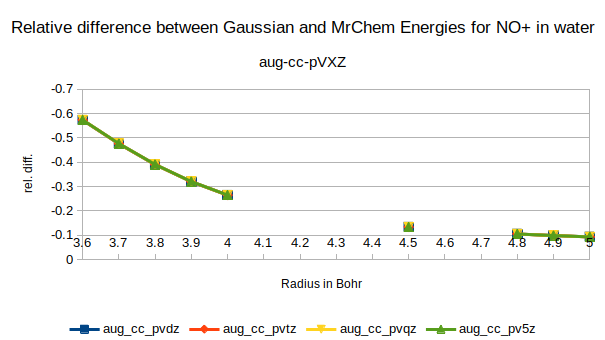 Relative difference between Gaussian and MrChem Energies for NO+ in water
aug-cc-pVXZ
-0.7
-0.6
-0.5
-0.4
-0.3
-0.2
-0.1
0
rel. diff.
3.6 3.7 3.8 3.9 4 4.1 4.2 4.3 4.4 4.5 4.6 4.7 4.8 4.9 5
Radius in Bohr
aug_cc_pvdz aug_cc_pvtz aug_cc_pvqz aug_cc_pv5z